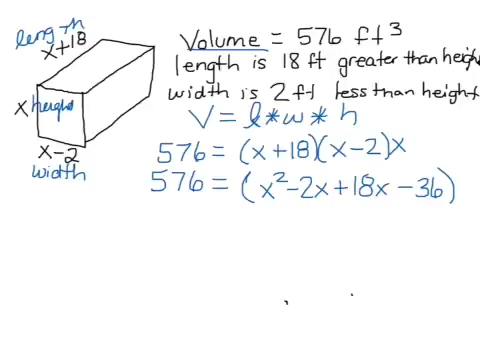 length
x+18
x height
x-2
width
Volume = 576 ft³
length is 18 ft greater than height
width is 2 ft less than height
V = l * w * h
576 = (x+18)(x-2)x
576 = (x²-2x+18x-36)